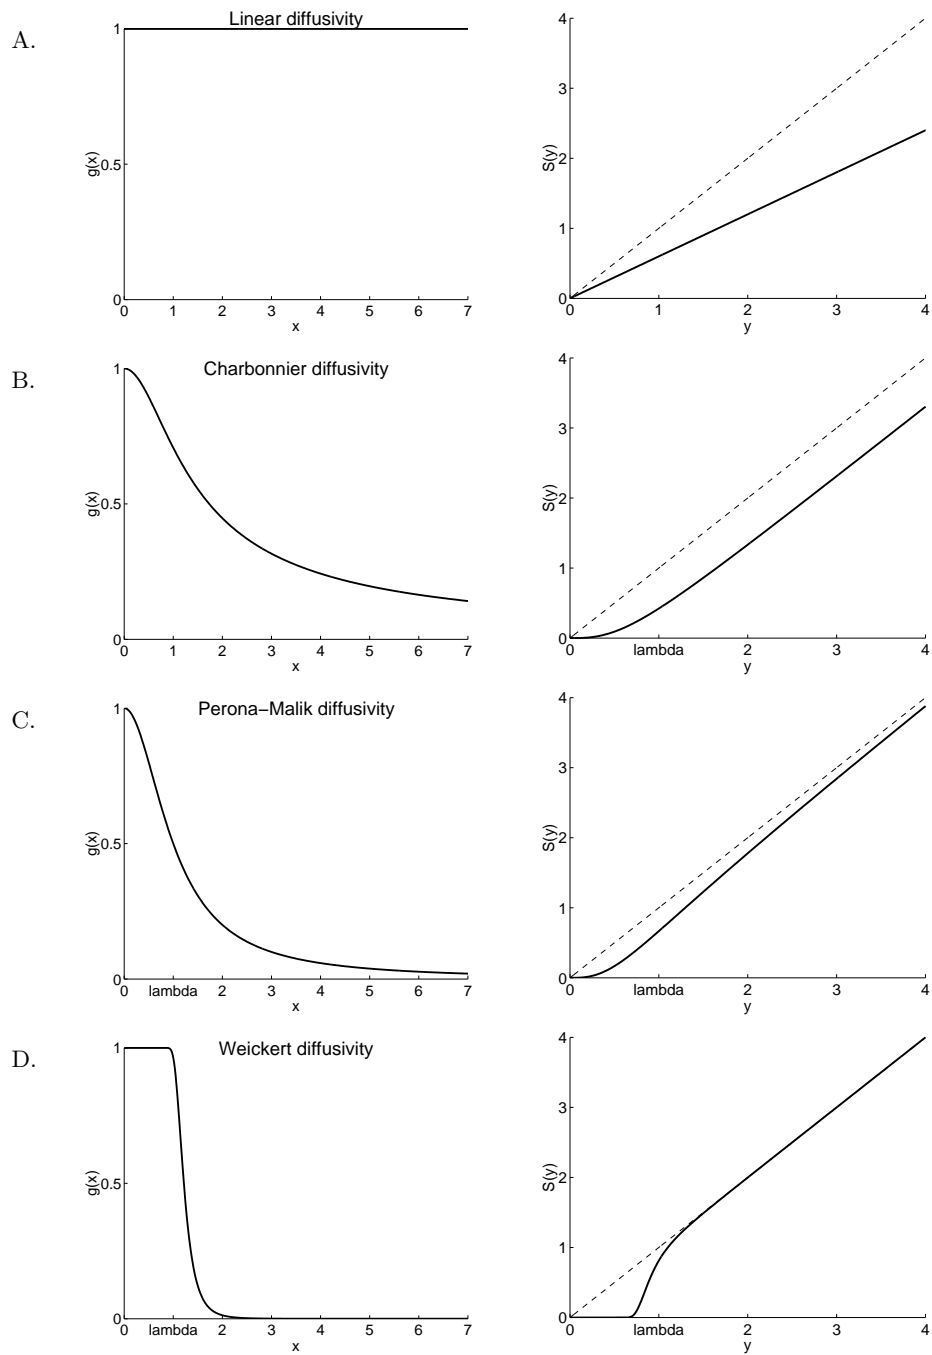 A.
Linear diffusivity
1
g(x)
0.5
0
0 1 2 3 4 5 6 7
x
4
3
S(y)
2
1
0
0 1 2 3 4
y
B.
Charbonnier diffusivity
1
g(x)
0.5
0
0 1 2 3 4 5 6 7
x
4
3
S(y)
2
1
0
0 lambda 2 3 4
y
C.
Perona−Malik diffusivity
1
g(x)
0.5
0
0 lambda 2 3 4 5 6 7
x
4
3
S(y)
2
1
0
0 lambda 2 3 4
y
D.
Weickert diffusivity
1
g(x)
0.5
0
0 lambda 2 3 4 5 6 7
x
4
3
S(y)
2
1
0
0 lambda 2 3 4
y